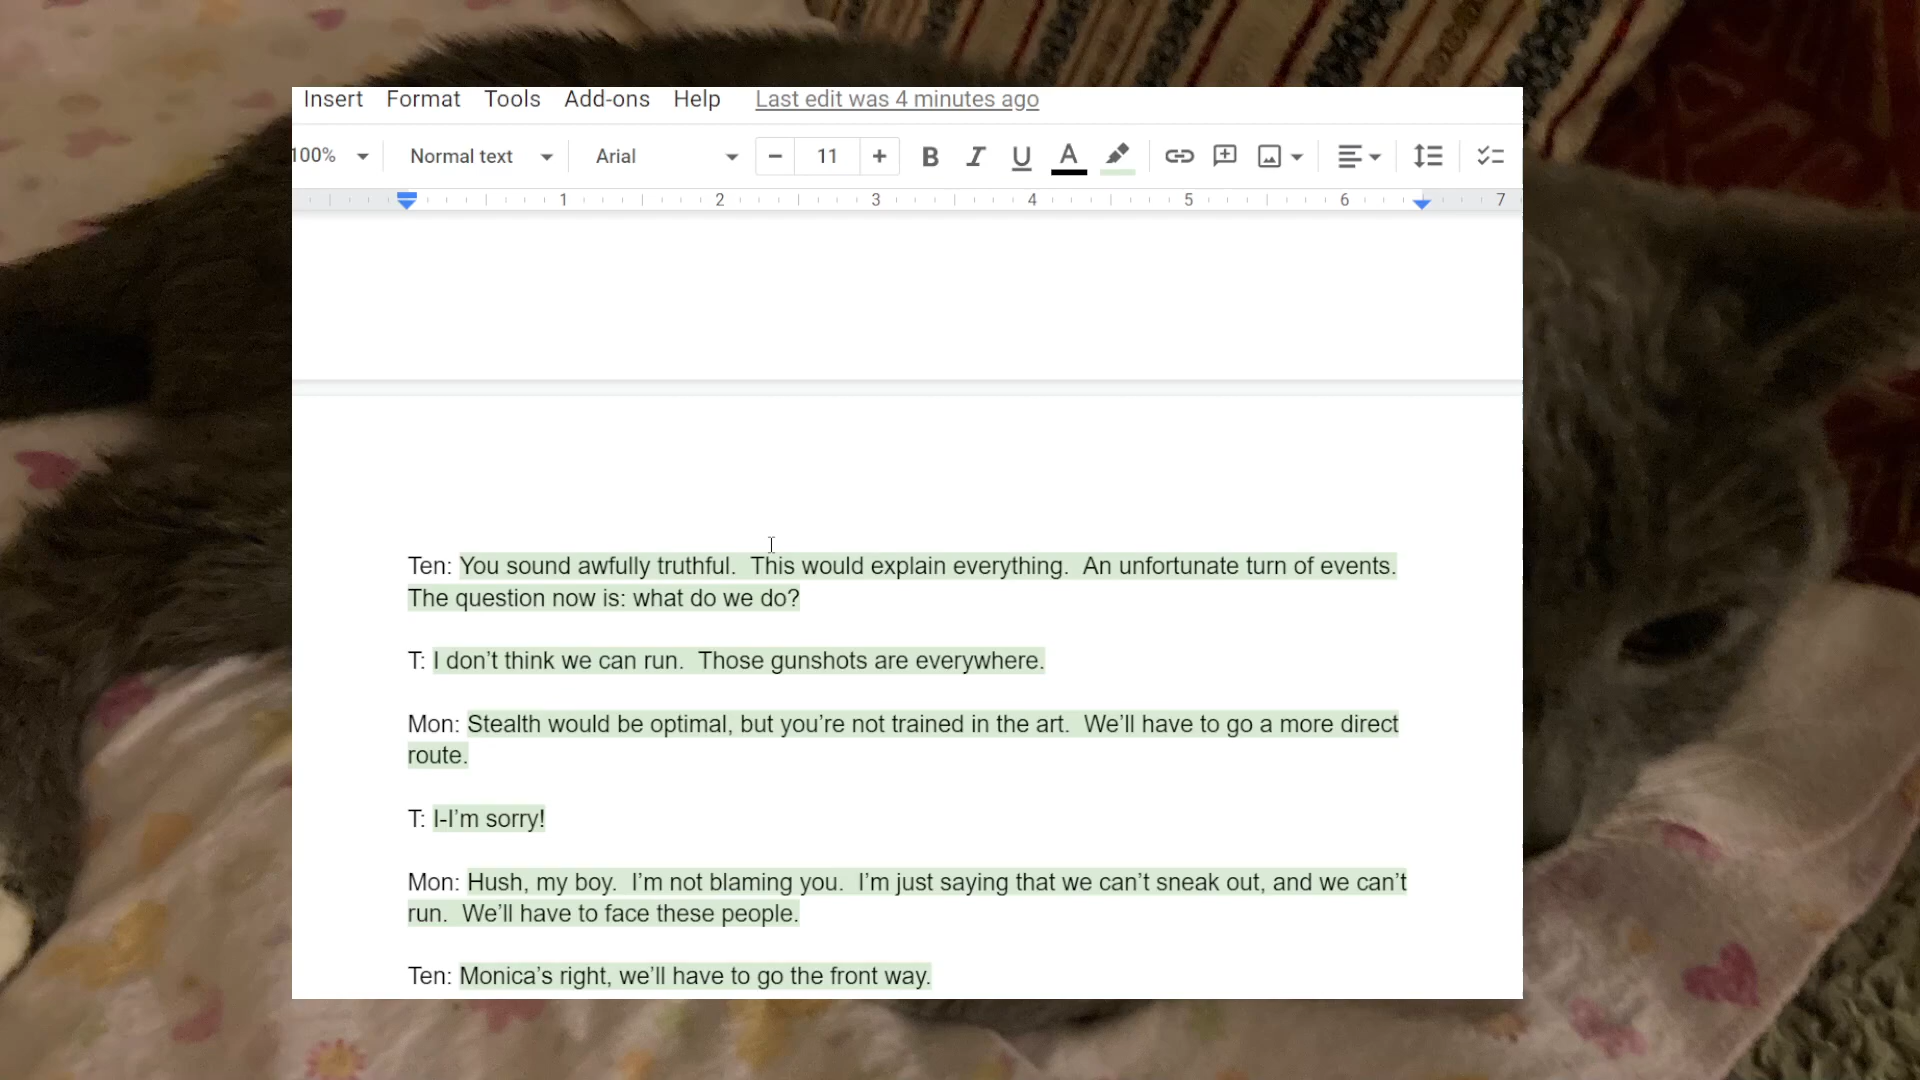 Insert Format Tools Add-ons Help Last edit was 4 minutes ago
100% Normal text Arial 11 B I U A
1 2 3 4 5 6 7
Ten: You sound awfully truthful.  This would explain everything.  An unfortunate turn of events.
The question now is: what do we do?
T: I don’t think we can run.  Those gunshots are everywhere.
Mon: Stealth would be optimal, but you’re not trained in the art.  We’ll have to go a more direct
route.
T: I-I’m sorry!
Mon: Hush, my boy.  I’m not blaming you.  I’m just saying that we can’t sneak out, and we can’t
run.  We’ll have to face these people.
Ten: Monica’s right, we’ll have to go the front way.